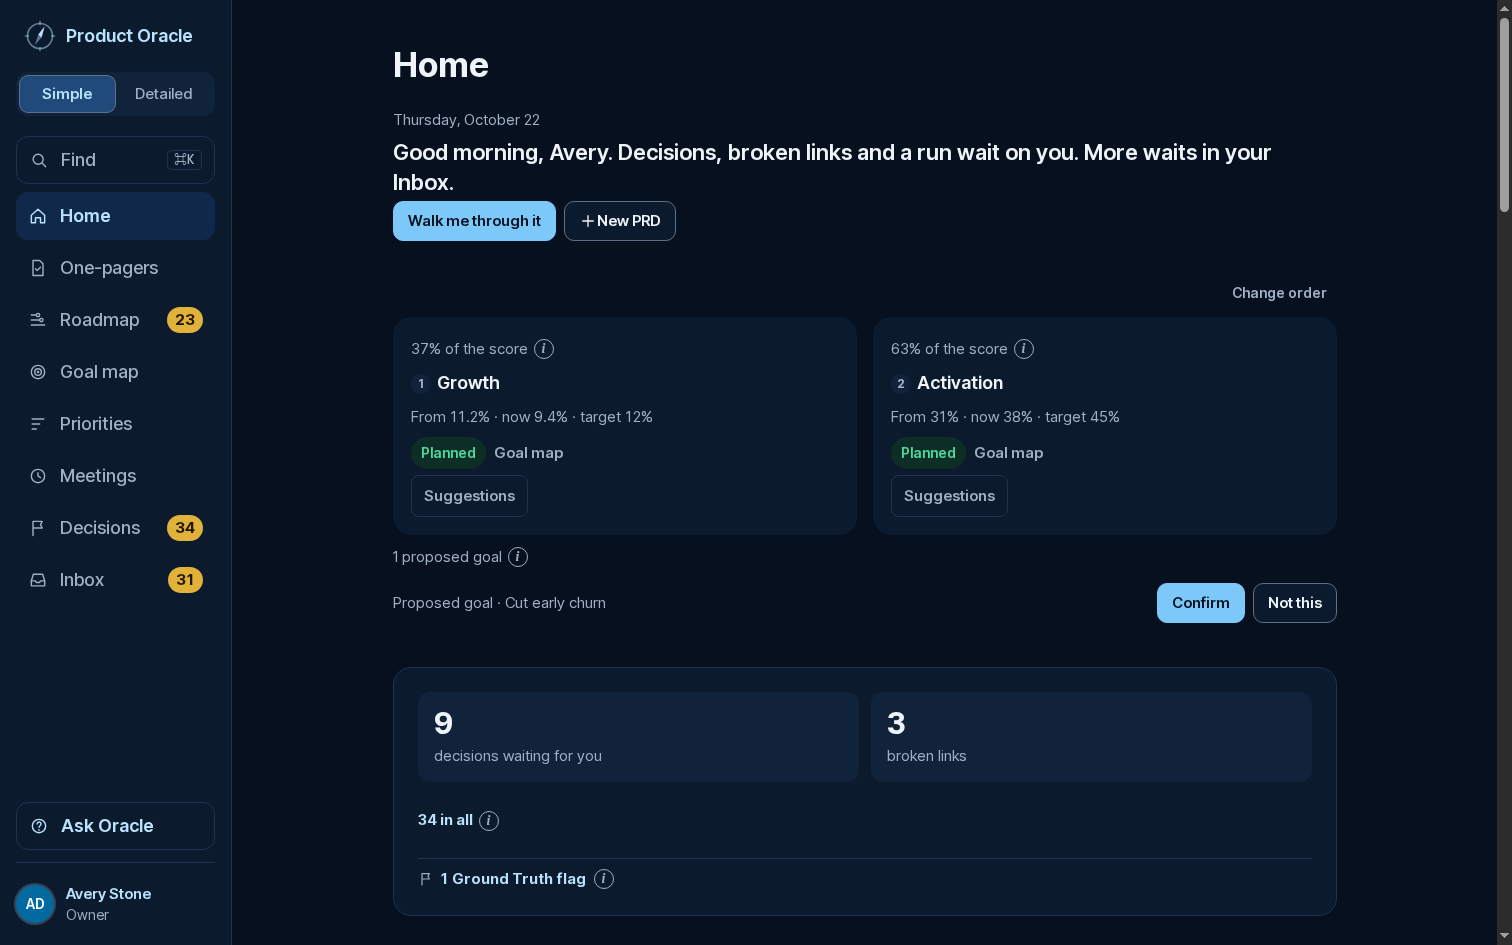 Product Oracle
Simple
Detailed
Find
⌘K
Home
One-pagers
Roadmap
23
Goal map
Priorities
Meetings
Decisions
34
Inbox
31
Ask Oracle
AD
Avery Stone
Owner
Home
Thursday, October 22
Good morning, Avery. Decisions, broken links and a run wait on you. More waits in your
Inbox.
Walk me through it
+ New PRD
Change order
37% of the score i
1 Growth
From 11.2% · now 9.4% · target 12%
Planned Goal map
Suggestions
63% of the score i
2 Activation
From 31% · now 38% · target 45%
Planned Goal map
Suggestions
1 proposed goal i
Proposed goal · Cut early churn
Confirm
Not this
9
decisions waiting for you
3
broken links
34 in all i
1 Ground Truth flag i